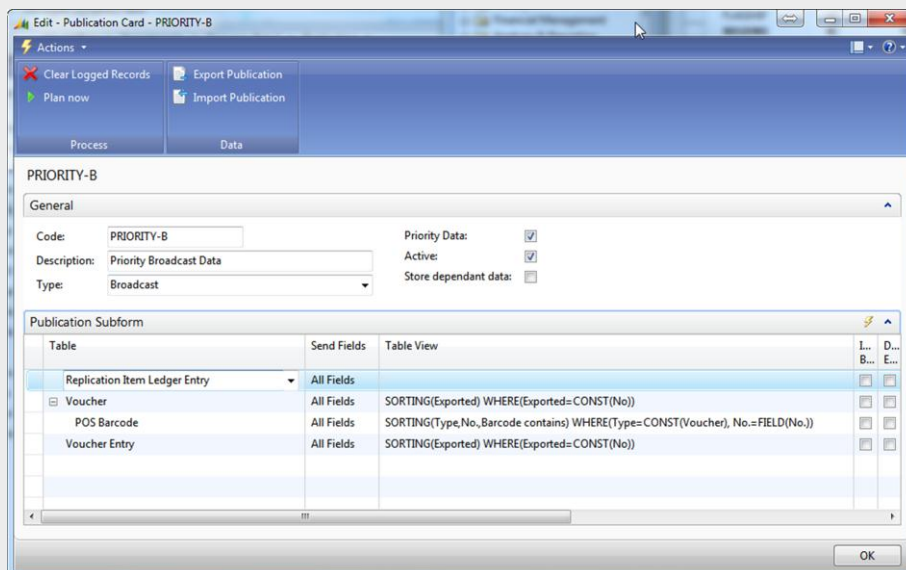 Edit - Publication Card - PRIORITY-B
Actions
Clear Logged Records
Export Publication
Plan now
Import Publication
Process
Data
PRIORITY-B
General
Code: PRIORITY-B Priority Data:
Description: Priority Broadcast Data Active:
Type: Broadcast Store dependant data:
Publication Subform
Table Send Fields Table View I... B... D... E...
Replication Item Ledger Entry All Fields
Voucher All Fields SORTING(Exported) WHERE(Exported=CONST(No))
POS Barcode All Fields SORTING(Type,No.,Barcode contains) WHERE(Type=CONST(Voucher), No.=FIELD(No.))
Voucher Entry All Fields SORTING(Exported) WHERE(Exported=CONST(No))
OK